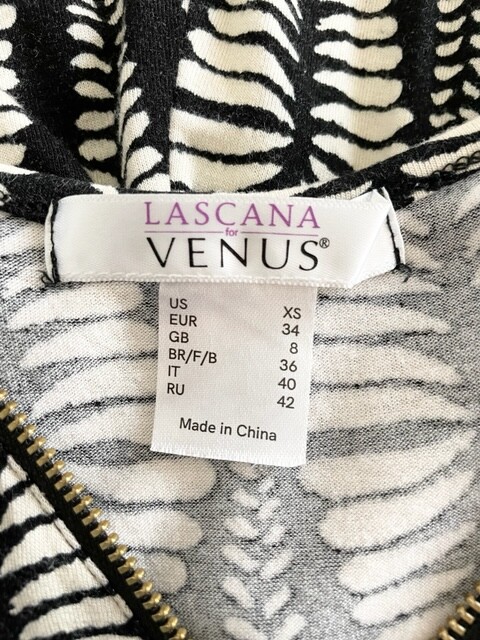 LASCANA
for
VENUS®
US XS
EUR 34
GB 8
BR/F/B 36
IT 40
RU 42
Made in China